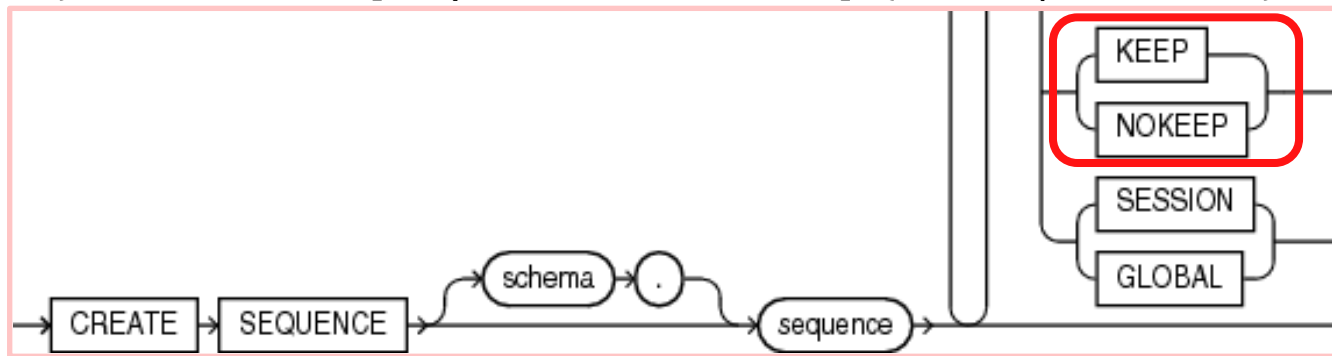 KEEP
NOKEEP
SESSION
schema .
GLOBAL
CREATE SEQUENCE sequence